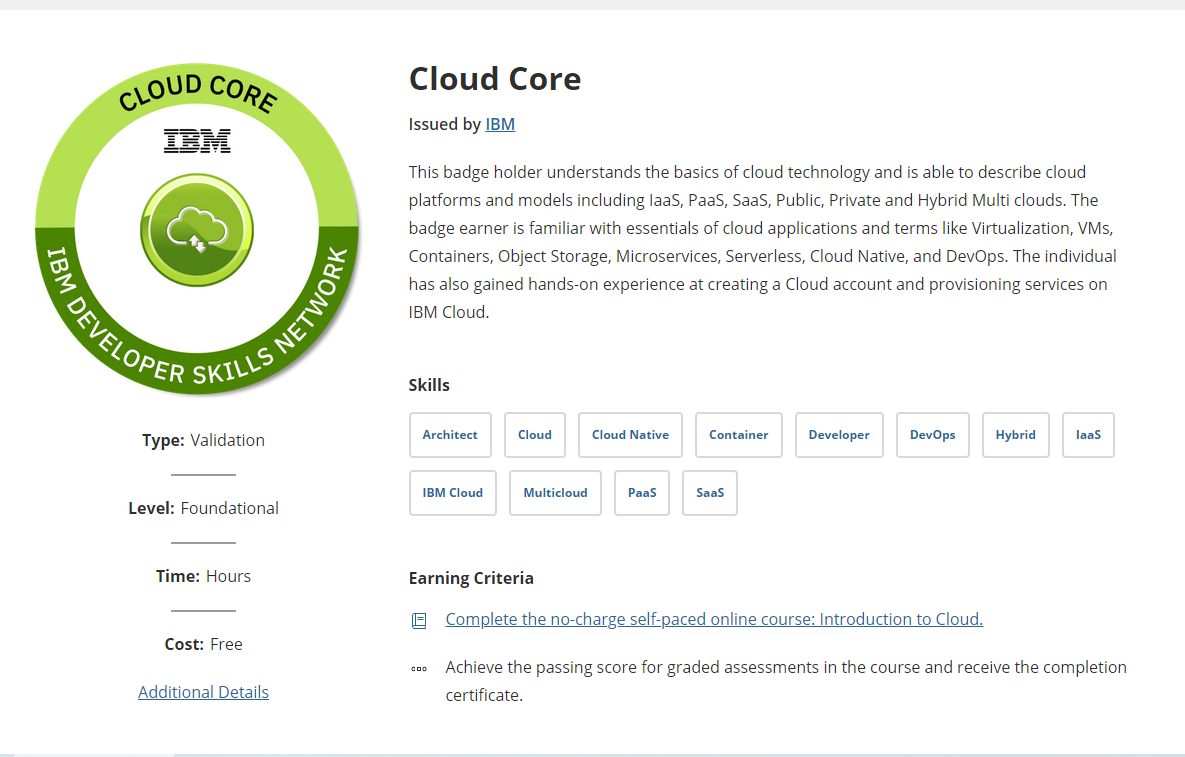 CLOUD CORE
IBM
IBM DEVELOPER SKILLS NETWORK
Type: Validation
Level: Foundational
Time: Hours
Cost: Free
Additional Details
Cloud Core
Issued by IBM
This badge holder understands the basics of cloud technology and is able to describe cloud
platforms and models including IaaS, PaaS, SaaS, Public, Private and Hybrid Multi clouds. The
badge earner is familiar with essentials of cloud applications and terms like Virtualization, VMs,
Containers, Object Storage, Microservices, Serverless, Cloud Native, and DevOps. The individual
has also gained hands-on experience at creating a Cloud account and provisioning services on
IBM Cloud.
Skills
Architect Cloud Cloud Native Container Developer DevOps Hybrid IaaS
IBM Cloud Multicloud PaaS SaaS
Earning Criteria
Complete the no-charge self-paced online course: Introduction to Cloud.
Achieve the passing score for graded assessments in the course and receive the completion
certificate.